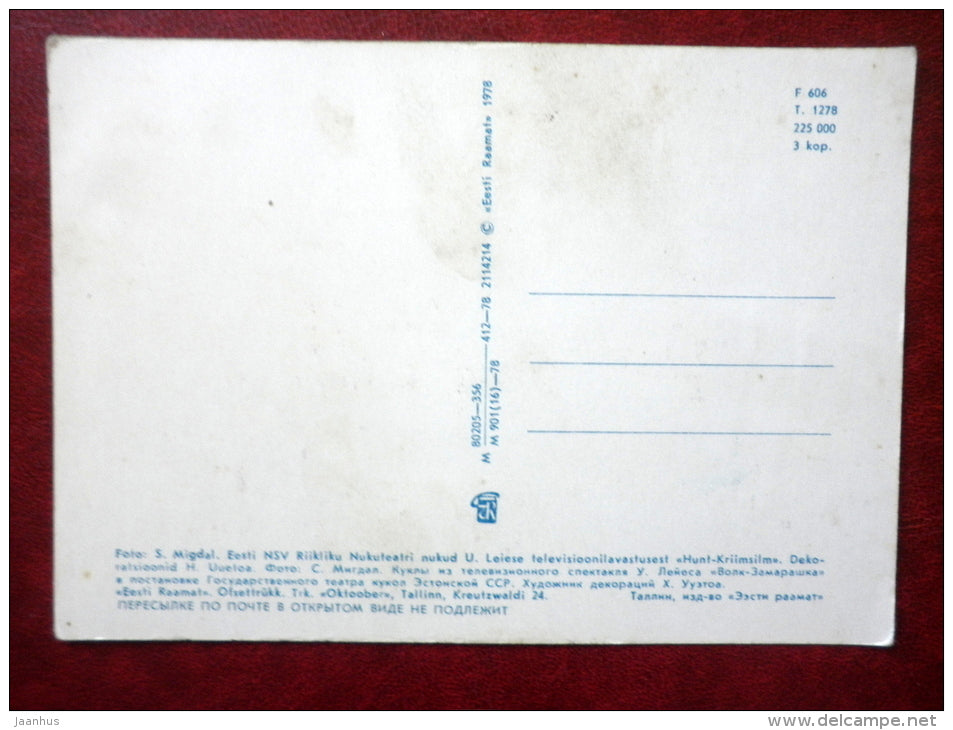 F 606
T. 1278
225 000
3 kop.
М 80205—356
М 901(16)—78
412—78 2114214 © «Eesti Raamat» 1978
Foto: S. Migdal. Eesti NSV Riikliku Nukuteatri nukud U. Leiese televisioonilavastusest «Hunt-Kriimsilm». Deko-
ratsioonid H. Uuetoa. Фото: С. Мигдал. Куклы из телевизионного спектакля У. Лейеса «Волк-Замарашка»
в постановке Государственного театра кукол Эстонской ССР. Художник декораций Х. Ууэтоа.
«Eesti Raamat». Ofsettrükk. Trk. «Oktoober», Tallinn, Kreutzwaldi 24. Таллин, изд-во «Ээсти раамат»
ПЕРЕСЫЛКЕ ПО ПОЧТЕ В ОТКРЫТОМ ВИДЕ НЕ ПОДЛЕЖИТ
jaanhus
www.delcampe.net